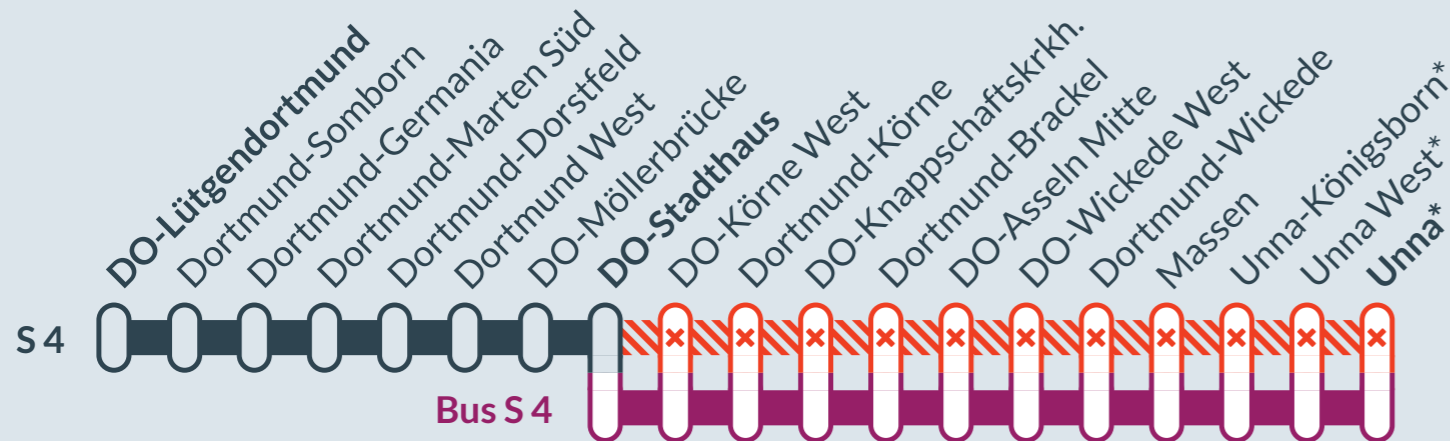 DO-Lütgendortmund
Dortmund-Somborn
Dortmund-Germania
Dortmund-Marten Süd
Dortmund-Dorstfeld
Dortmund West
DO-Möllerbrücke
DO-Stadthaus
DO-Körne West
Dortmund-Körne
DO-Knappschaftskrkh.
Dortmund-Brackel
DO-Asseln Mitte
DO-Wickede West
Dortmund-Wickede
Massen
Unna-Königsborn*
Unna West*
Unna*
S 4
Bus S 4